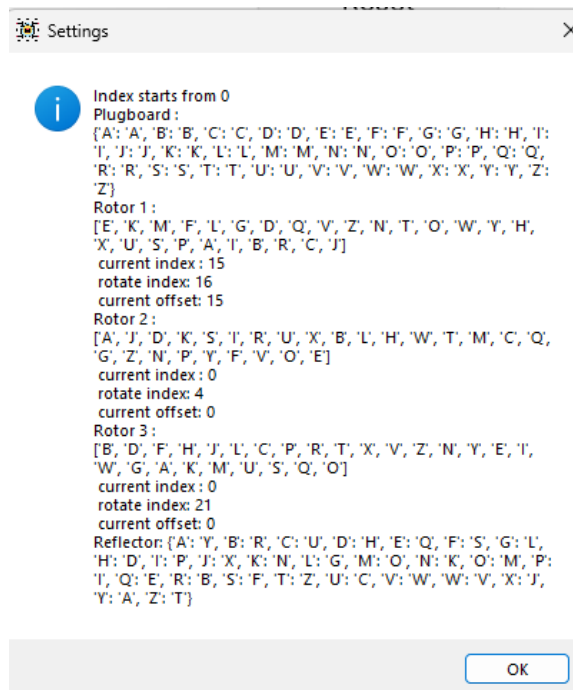 Settings
Index starts from 0
Plugboard :
{'A': 'A', 'B': 'B', 'C': 'C', 'D': 'D', 'E': 'E', 'F': 'F', 'G': 'G', 'H': 'H', 'I':
'I', 'J': 'J', 'K': 'K', 'L': 'L', 'M': 'M', 'N': 'N', 'O': 'O', 'P': 'P', 'Q': 'Q',
'R': 'R', 'S': 'S', 'T': 'T', 'U': 'U', 'V': 'V', 'W': 'W', 'X': 'X', 'Y': 'Y', 'Z':
'Z'}
Rotor 1 :
['E', 'K', 'M', 'F', 'L', 'G', 'D', 'Q', 'V', 'Z', 'N', 'T', 'O', 'W', 'Y', 'H',
'X', 'U', 'S', 'P', 'A', 'I', 'B', 'R', 'C', 'J']
current index : 15
rotate index: 16
current offset: 15
Rotor 2 :
['A', 'J', 'D', 'K', 'S', 'I', 'R', 'U', 'X', 'B', 'L', 'H', 'W', 'T', 'M', 'C', 'Q',
'G', 'Z', 'N', 'P', 'Y', 'F', 'V', 'O', 'E']
current index : 0
rotate index: 4
current offset: 0
Rotor 3 :
['B', 'D', 'F', 'H', 'J', 'L', 'C', 'P', 'R', 'T', 'X', 'V', 'Z', 'N', 'Y', 'E', 'I',
'W', 'G', 'A', 'K', 'M', 'U', 'S', 'Q', 'O']
current index : 0
rotate index: 21
current offset: 0
Reflector: {'A': 'Y', 'B': 'R', 'C': 'U', 'D': 'H', 'E': 'Q', 'F': 'S', 'G': 'L',
'H': 'D', 'I': 'P', 'J': 'X', 'K': 'N', 'L': 'G', 'M': 'O', 'N': 'K', 'O': 'M', 'P':
'I', 'Q': 'E', 'R': 'B', 'S': 'F', 'T': 'Z', 'U': 'C', 'V': 'W', 'W': 'V', 'X': 'J',
'Y': 'A', 'Z': 'T'}
OK